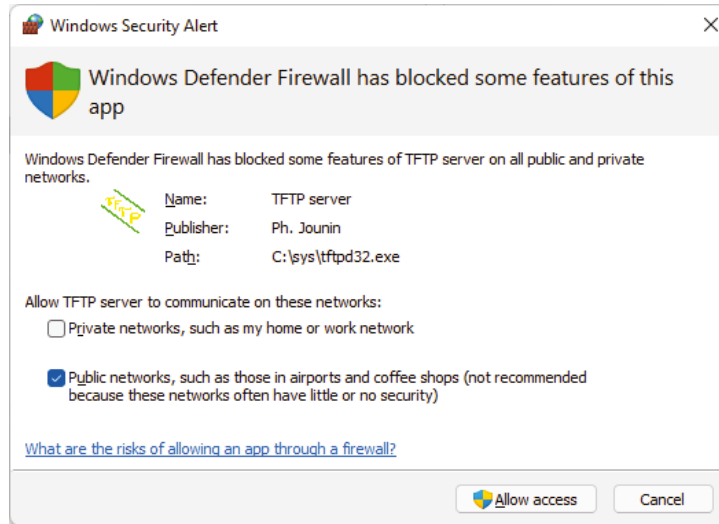 Windows Security Alert
Windows Defender Firewall has blocked some features of this
app
Windows Defender Firewall has blocked some features of TFTP server on all public and private
networks.
TFTP
Name: TFTP server
Publisher: Ph. Jounin
Path: C:\sys\tftpd32.exe
Allow TFTP server to communicate on these networks:
Private networks, such as my home or work network
Public networks, such as those in airports and coffee shops (not recommended
because these networks often have little or no security)
What are the risks of allowing an app through a firewall?
Allow access Cancel